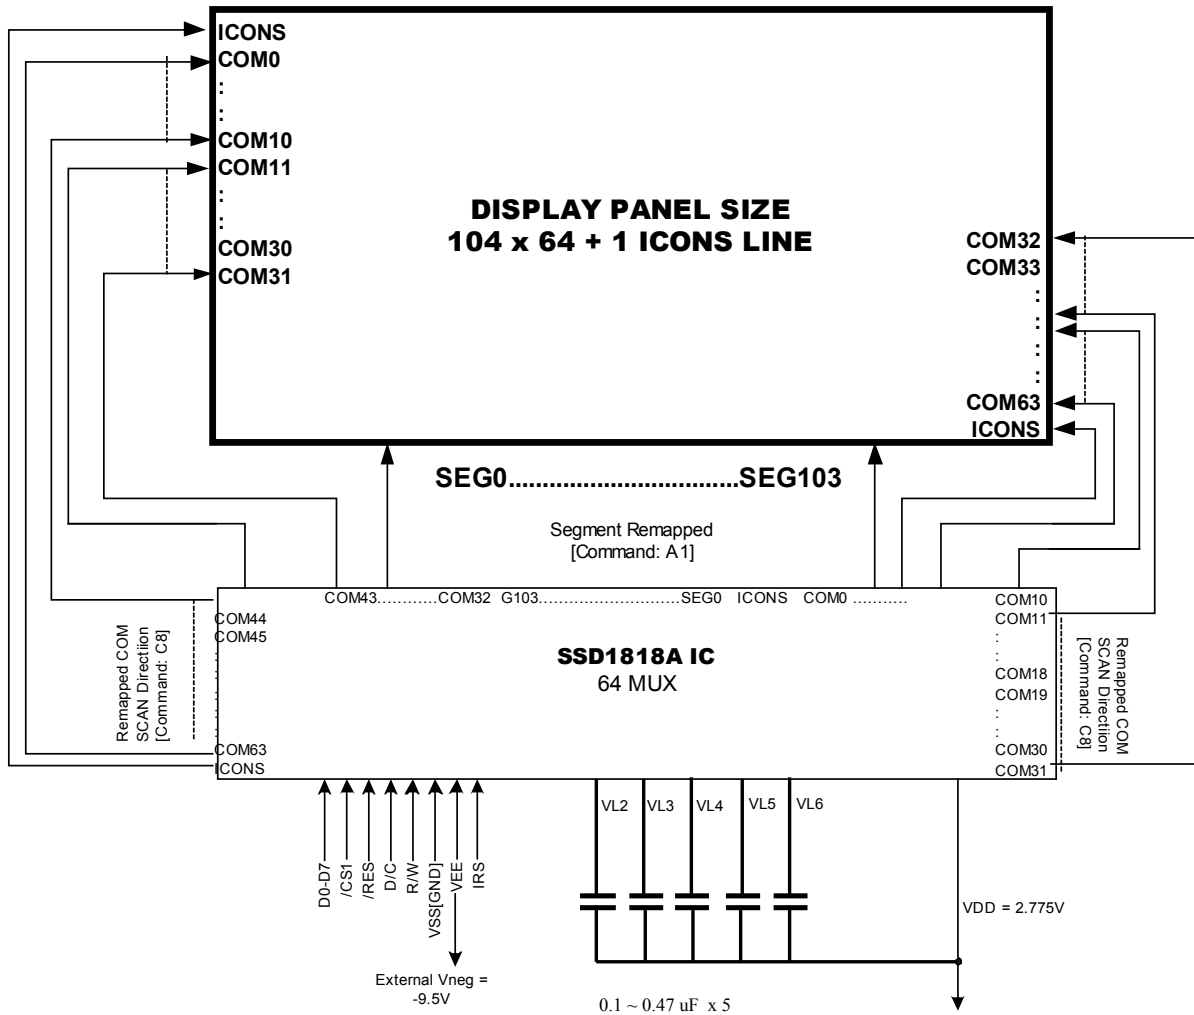 ICONS
COM0
:
:
COM10
COM11
:
:
COM30
COM31
DISPLAY PANEL SIZE
104 x 64 + 1 ICONS LINE
COM32
COM33
:
:
:
:
COM63
ICONS
SEG0..................................SEG103
Segment Remapped
[Command: A1]
COM43............COM32 G103...........................SEG0 ICONS COM0 ..........
COM10
COM11
:
:
COM18
COM19
:
:
COM30
COM31
COM44
COM45
:
:
:
:
:
COM63
ICONS
SSD1818A IC
64 MUX
Remapped COM
SCAN Directiion
[Command: C8]
Remapped COM
SCAN Directiion
[Command: C8]
D0-D7
/CS1
/RES
D/C
R/W
VSS[GND]
VEE
IRS
VL2 VL3 VL4 VL5 VL6
VDD = 2.775V
External Vneg =
-9.5V
0.1 ~ 0.47 uF x 5